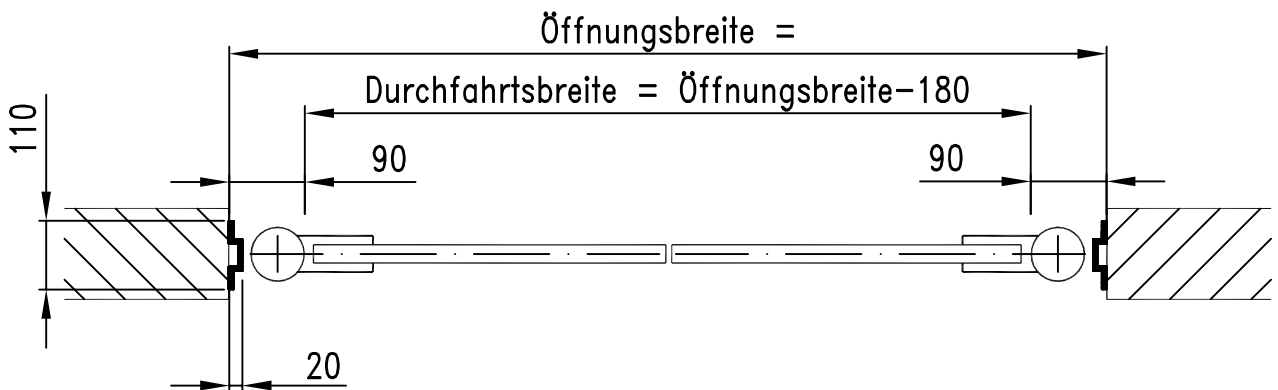 Öffnungsbreite =
Durchfahrtsbreite = Öffnungsbreite-180
110
90
90
20